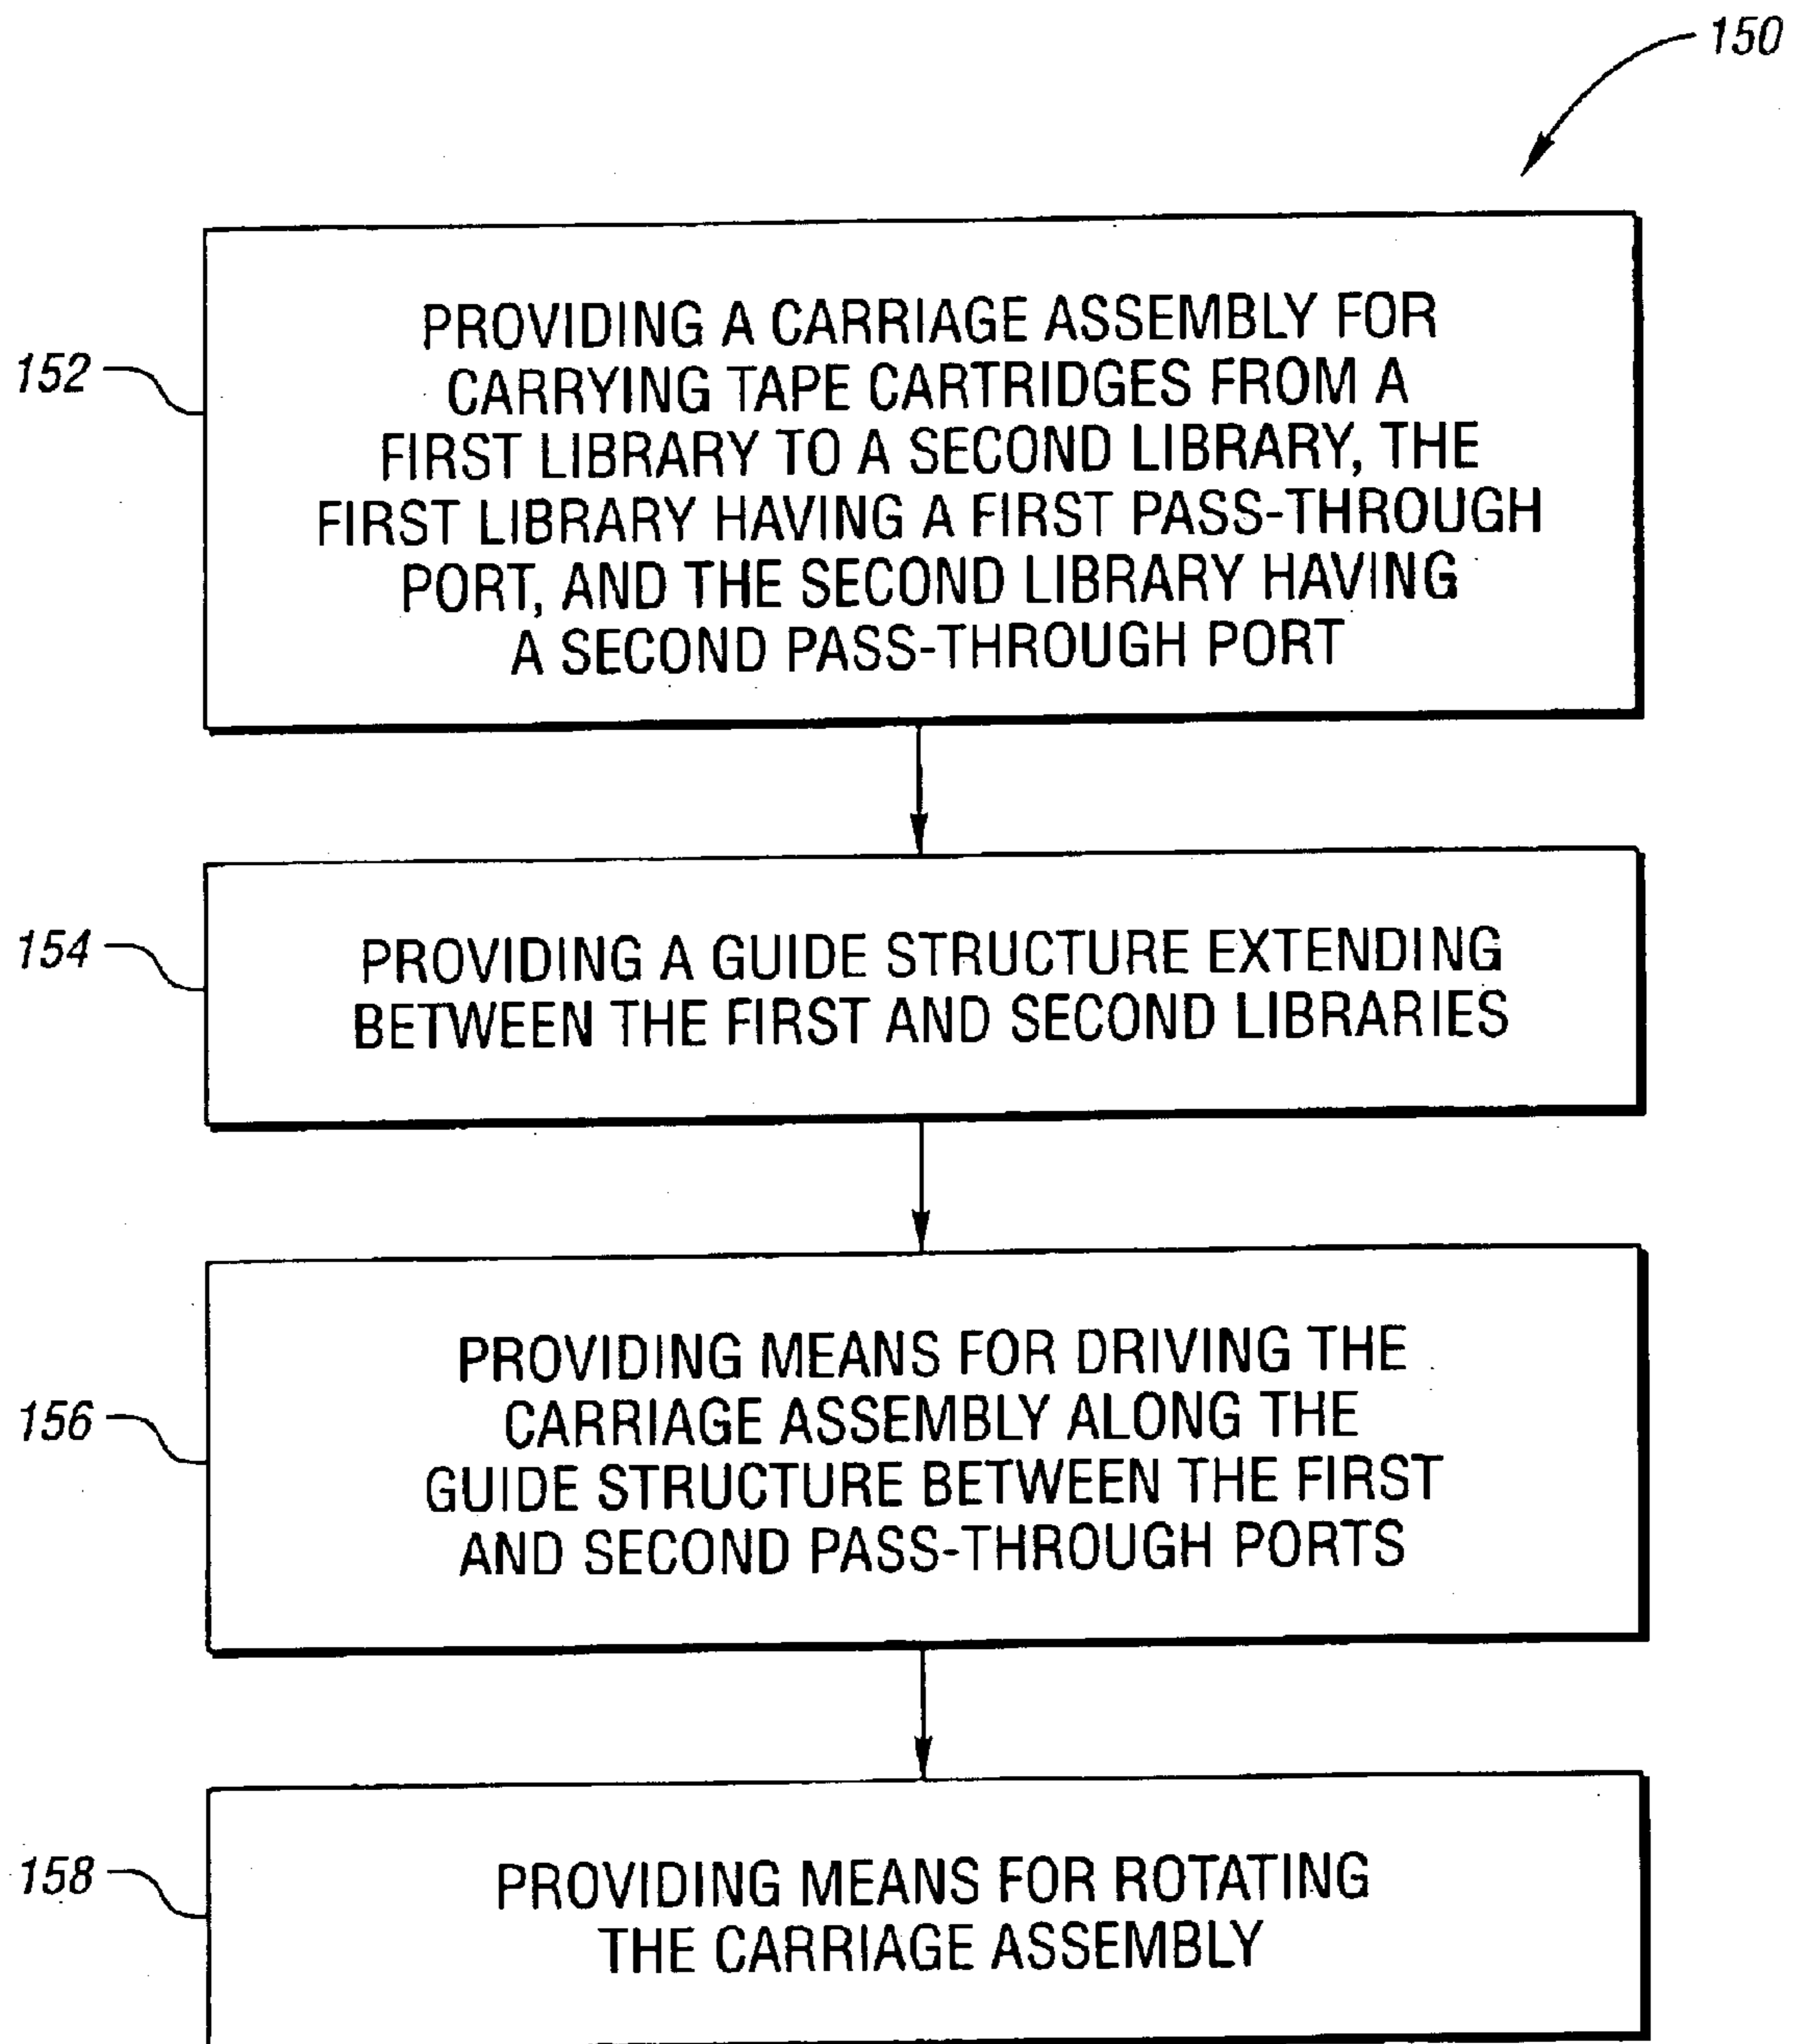 150
152
PROVIDING A CARRIAGE ASSEMBLY FOR
CARRYING TAPE CARTRIDGES FROM A
FIRST LIBRARY TO A SECOND LIBRARY, THE
FIRST LIBRARY HAVING A FIRST PASS-THROUGH
PORT, AND THE SECOND LIBRARY HAVING
A SECOND PASS-THROUGH PORT
154
PROVIDING A GUIDE STRUCTURE EXTENDING
BETWEEN THE FIRST AND SECOND LIBRARIES
156
PROVIDING MEANS FOR DRIVING THE
CARRIAGE ASSEMBLY ALONG THE
GUIDE STRUCTURE BETWEEN THE FIRST
AND SECOND PASS-THROUGH PORTS
158
PROVIDING MEANS FOR ROTATING
THE CARRIAGE ASSEMBLY